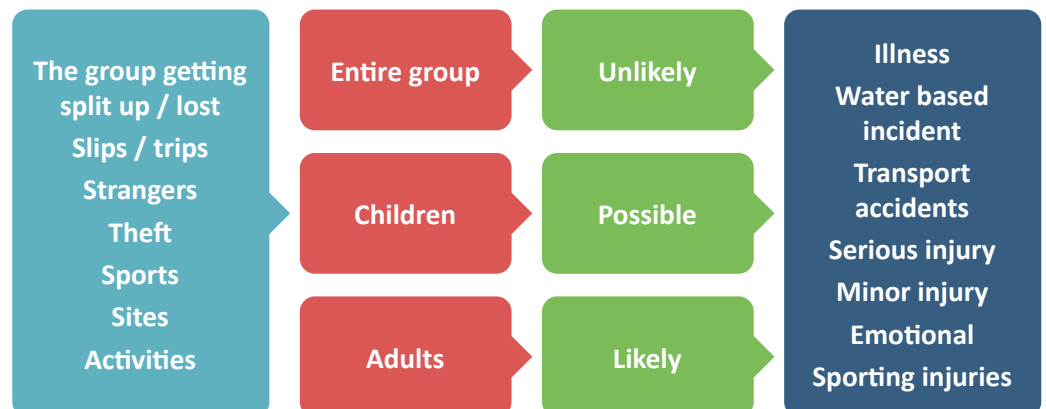 The group getting
split up / lost
Slips / trips
Strangers
Theft
Sports
Sites
Activities
Entire group
Children
Adults
Unlikely
Possible
Likely
Illness
Water based
incident
Transport
accidents
Serious injury
Minor injury
Emotional
Sporting injuries